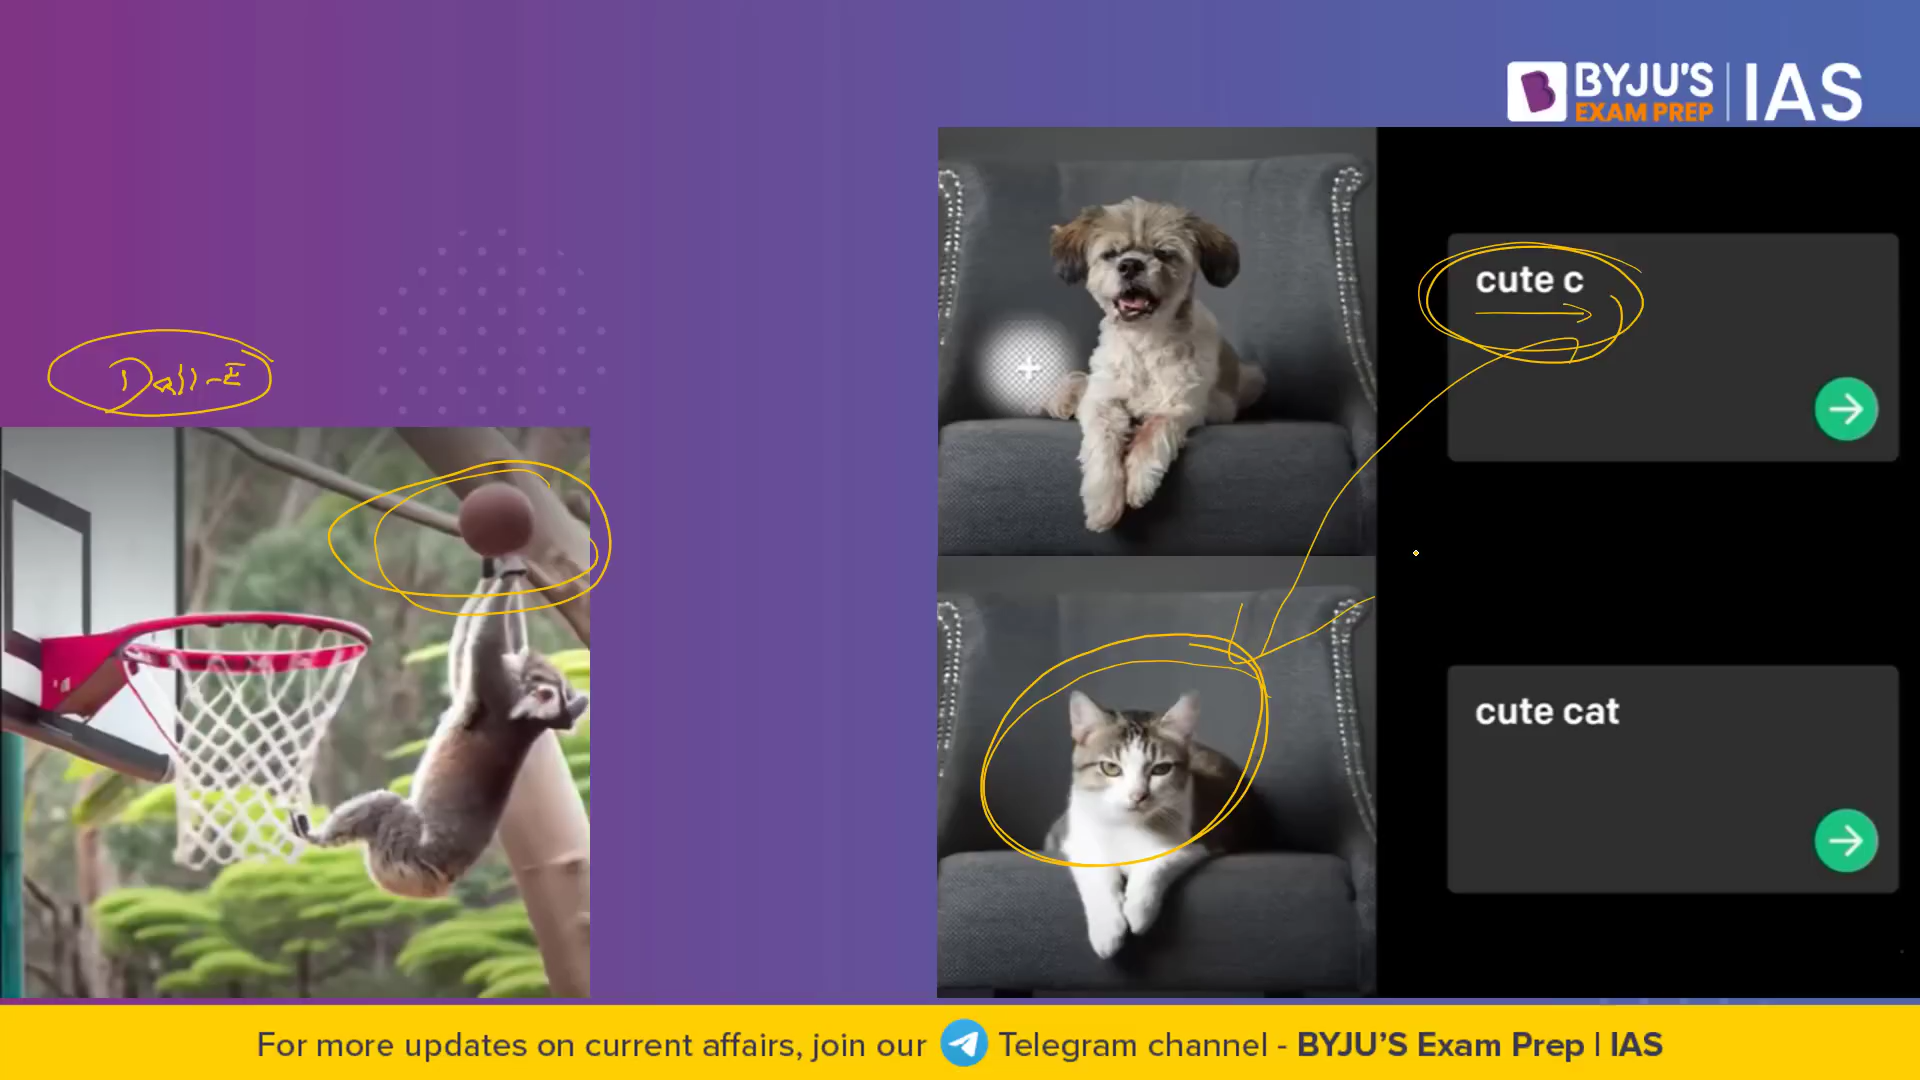 BYJU'S
EXAM PREP
IAS
Dall-E
cute c
cute cat
For more updates on current affairs, join our Telegram channel - BYJU'S Exam Prep | IAS